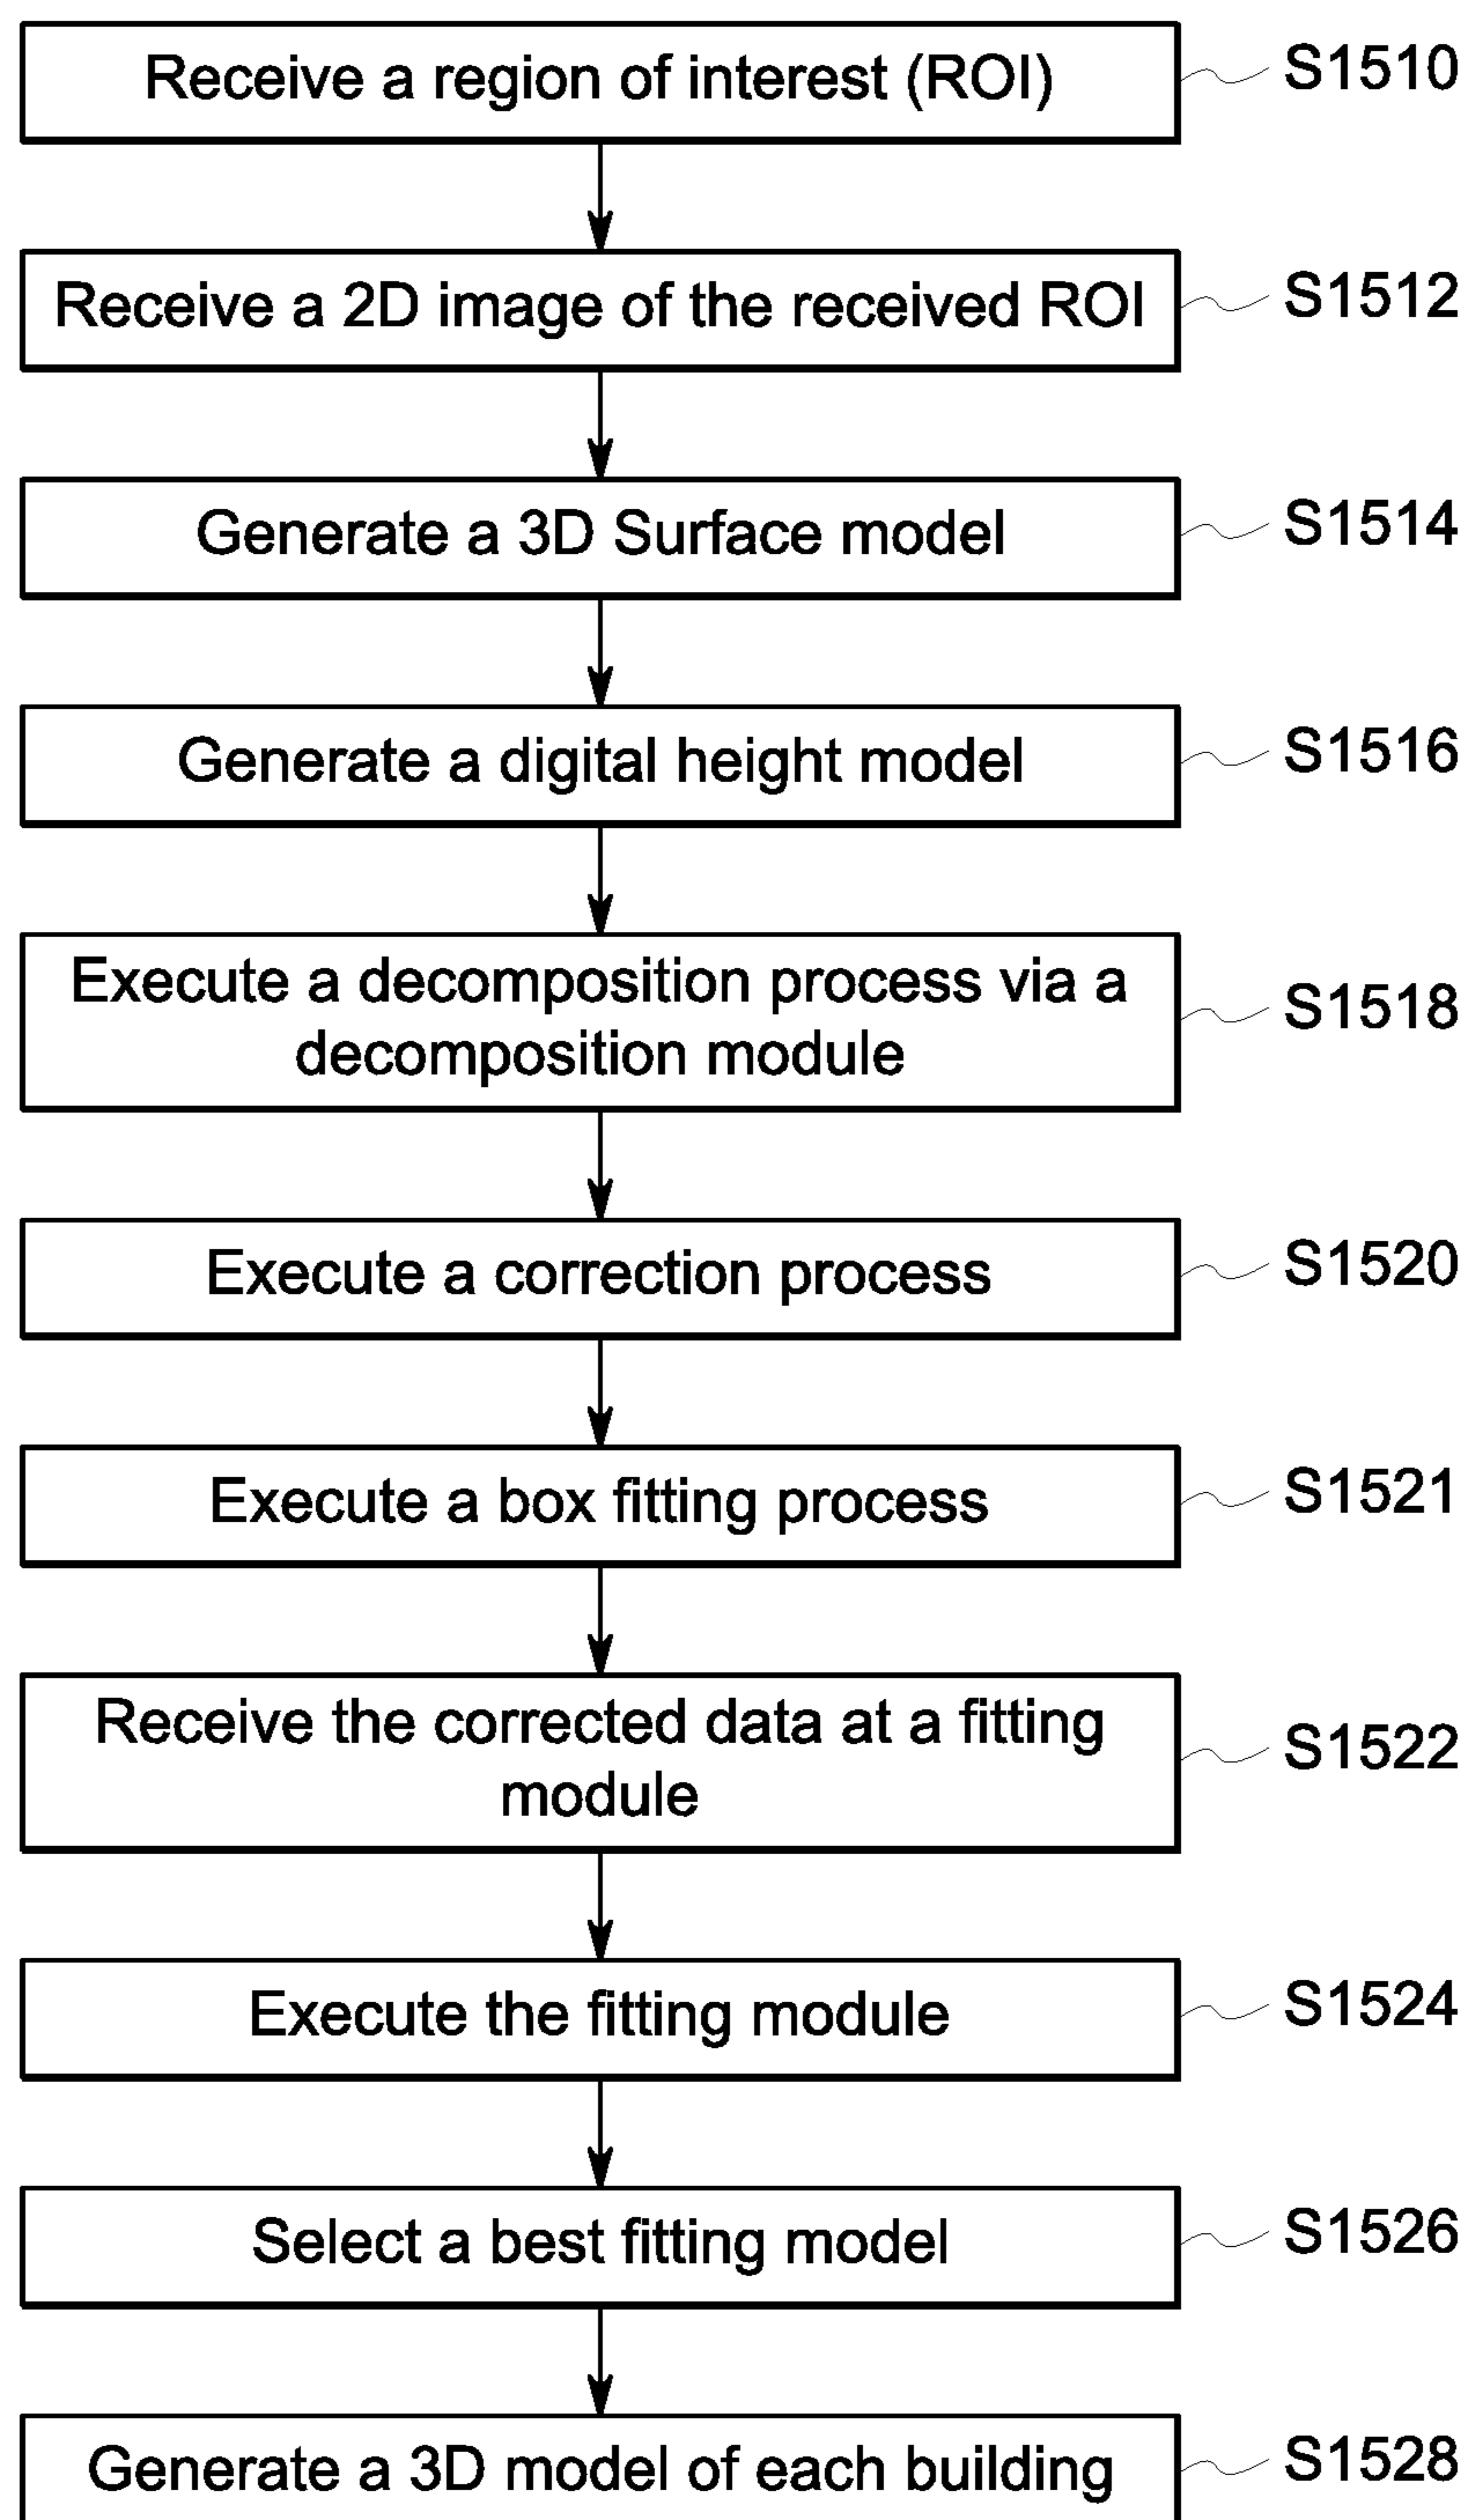 Receive a region of interest (ROI)
S1510
Receive a 2D image of the received ROI
S1512
Generate a 3D Surface model
S1514
Generate a digital height model
S1516
Execute a decomposition process via a
decomposition module
S1518
Execute a correction process
S1520
Execute a box fitting process
S1521
Receive the corrected data at a fitting
module
S1522
Execute the fitting module
S1524
Select a best fitting model
S1526
Generate a 3D model of each building
S1528